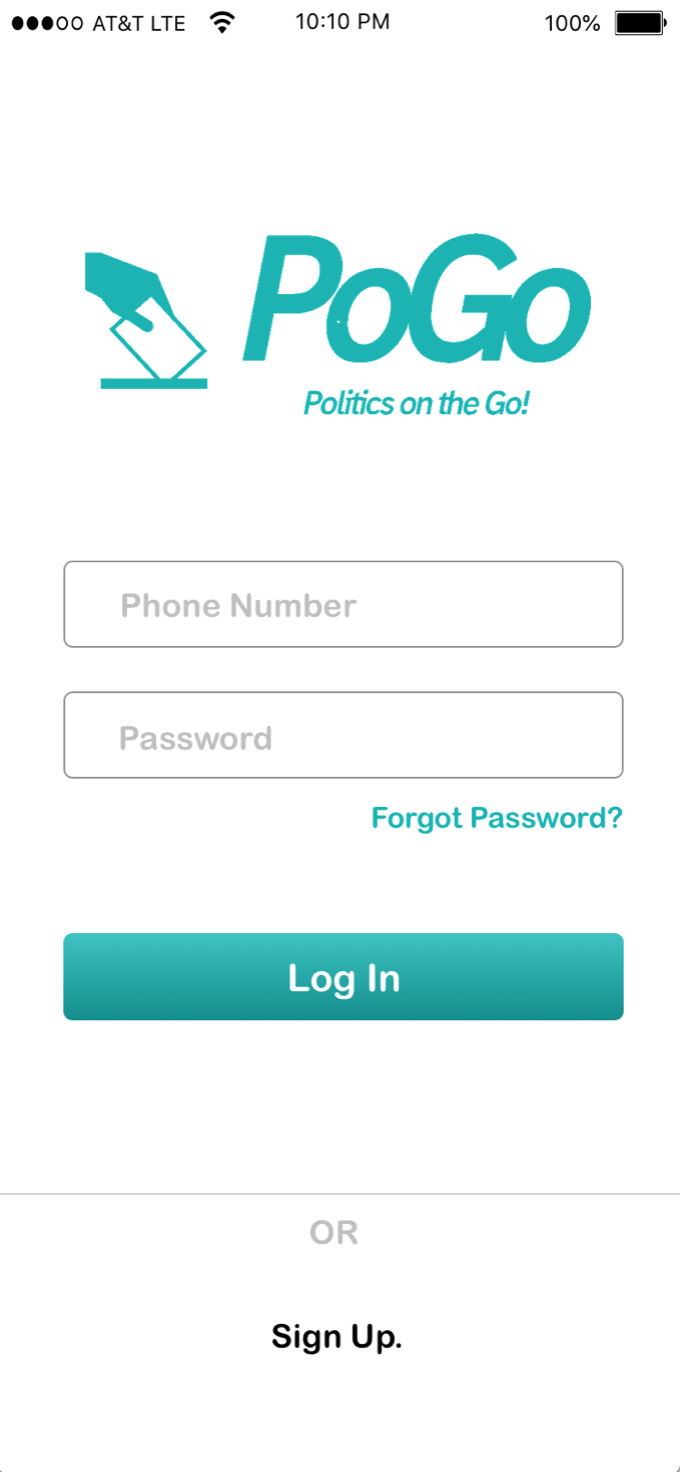 AT&T LTE 10:10 PM 100%
PoGo
Politics on the Go!
Phone Number
Password
Forgot Password?
Log In
OR
Sign Up.